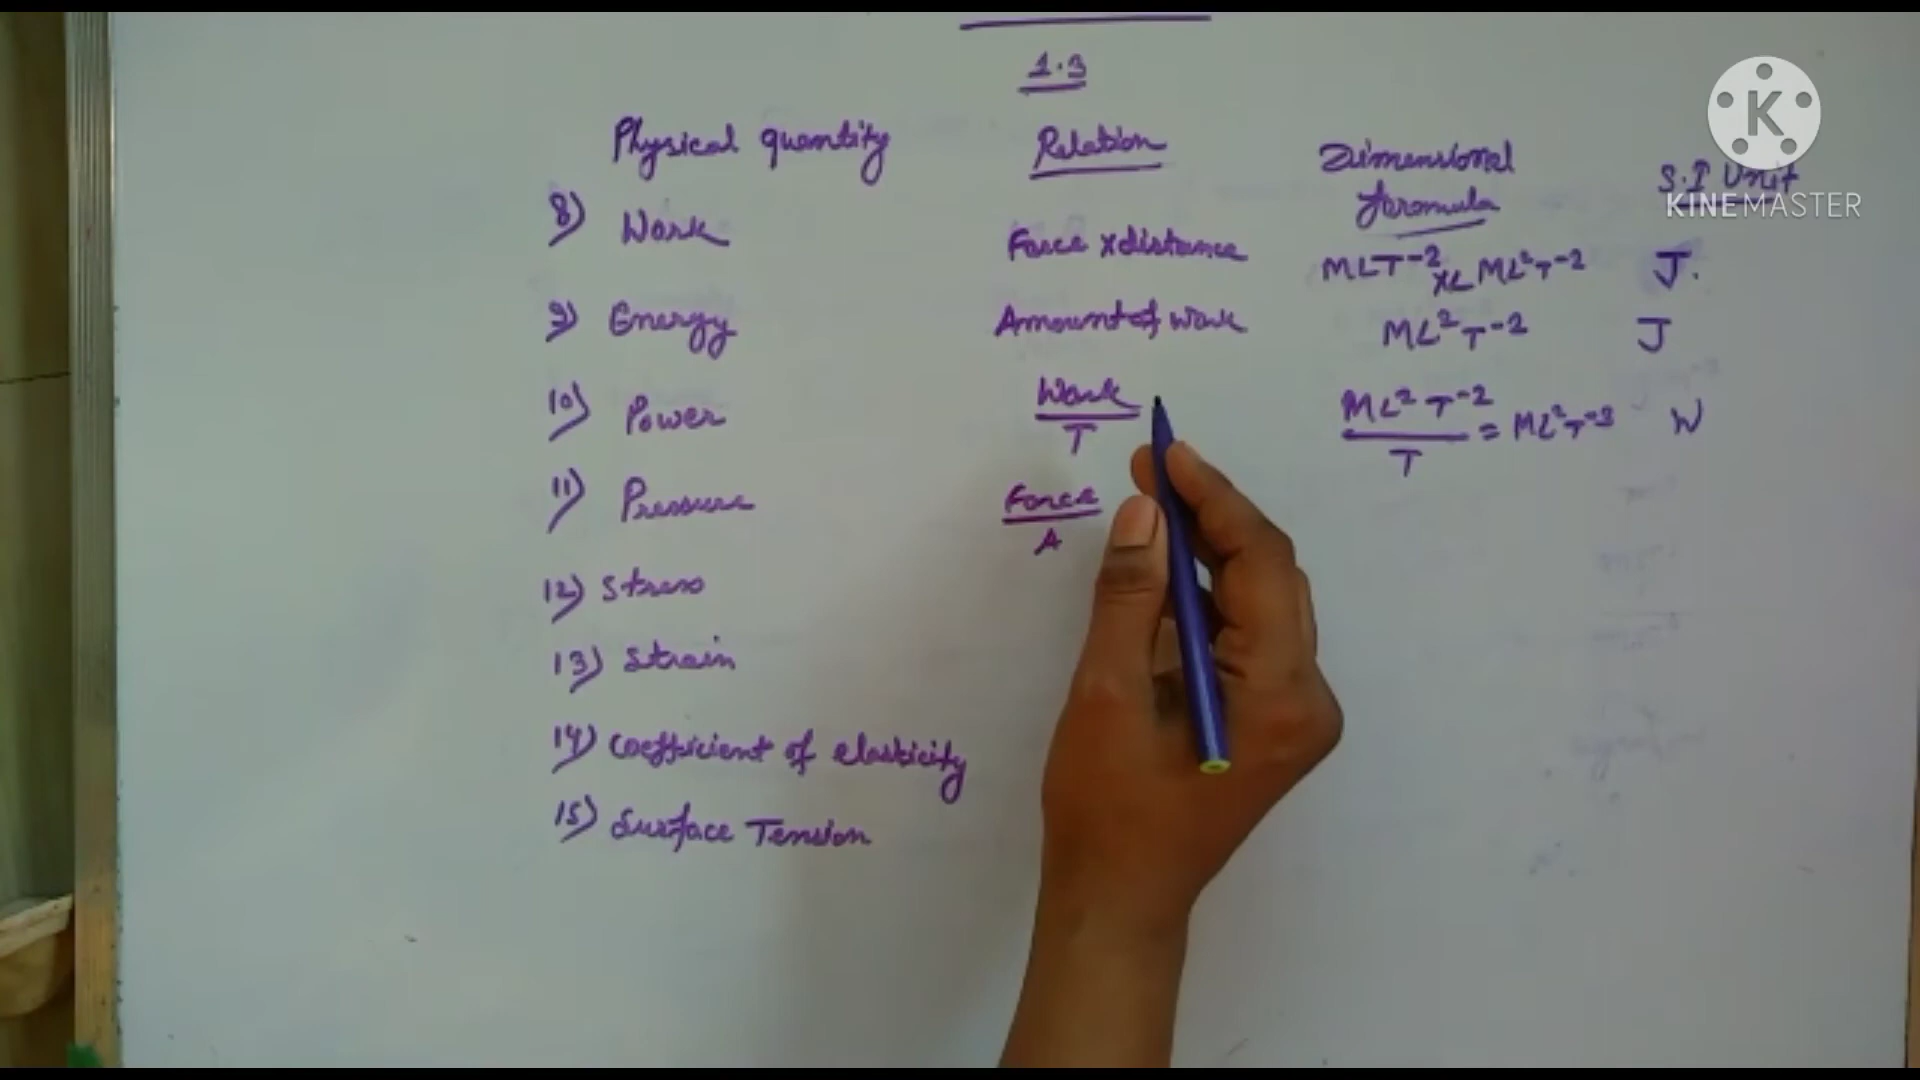 1.3
Physical quantity Relation Dimensional formula S.I Unit
8) Work Force x distance MLT⁻² xL ML²T⁻² J.
9) Energy Amount of work ML²T⁻² J
10) Power Work/T ML²T⁻²/T = ML²T⁻³ W
11) Pressure Force/A
12) Stress
13) Strain
14) Coefficient of elasticity
15) Surface Tension
K
KINEMASTER